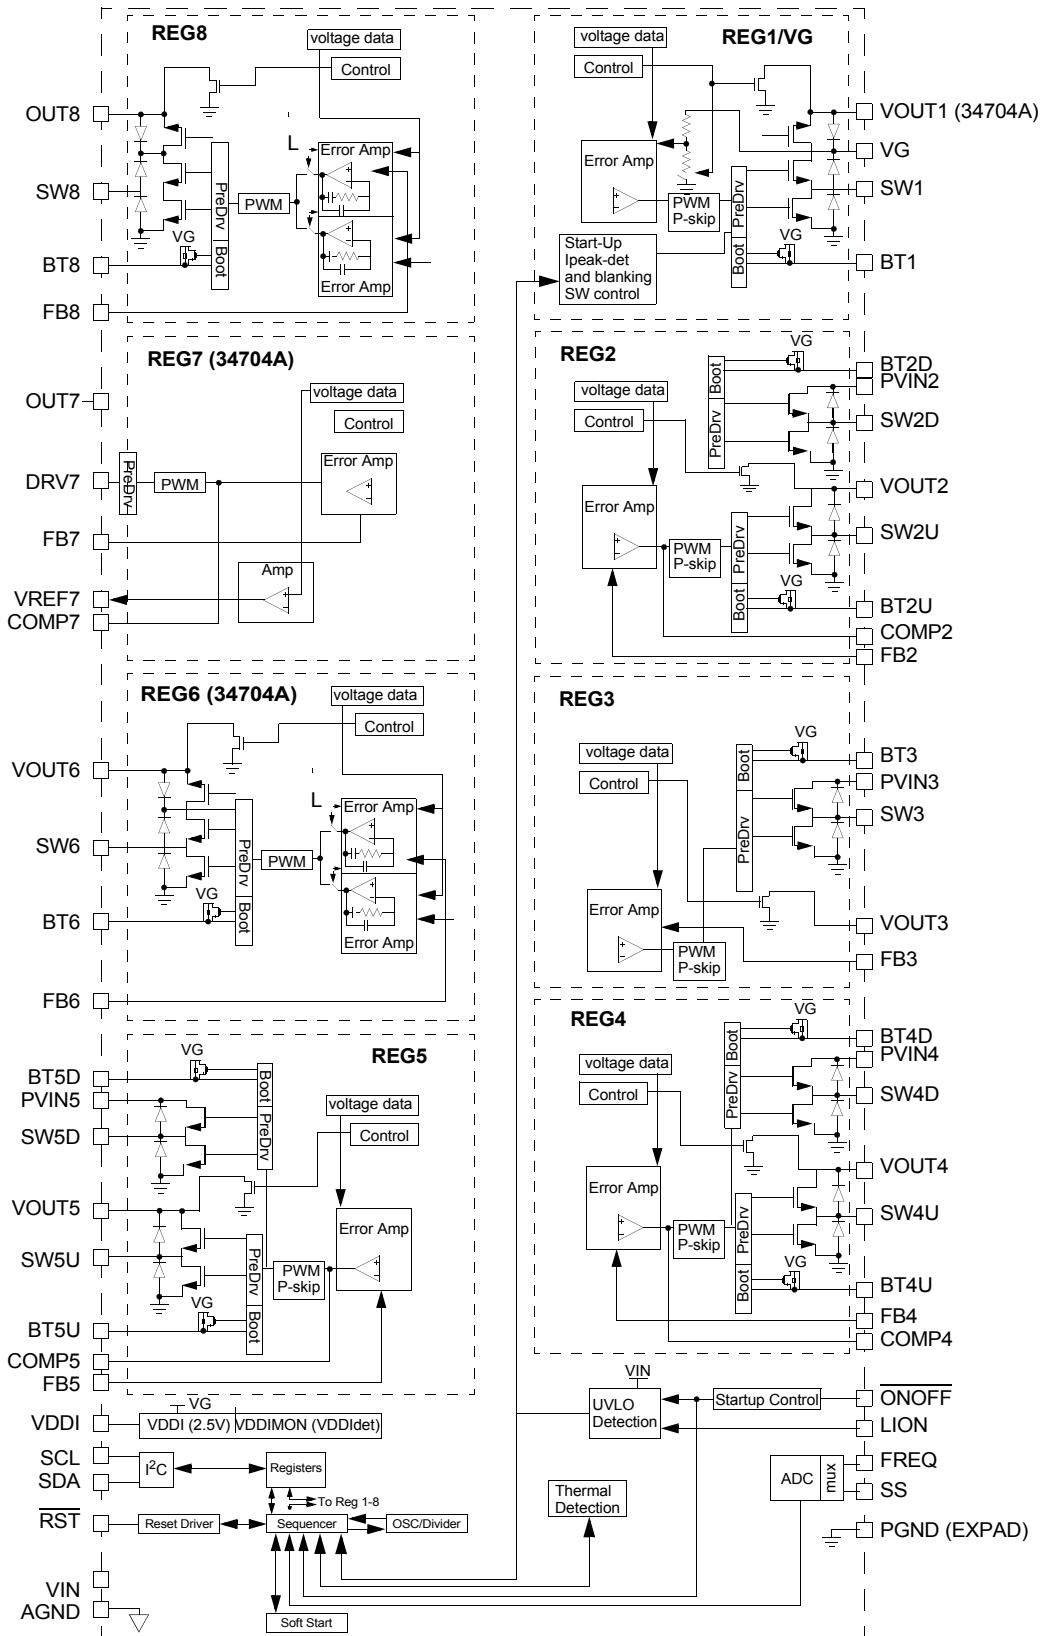 REG8
voltage data
Control
OUT8
SW8
BT8
FB8
L
Error Amp
PreDrv
PWM
VG
Boot
Error Amp
REG1/VG
voltage data
Control
VOUT1 (34704A)
VG
SW1
BT1
Error Amp
PWM
P-skip
PreDrv
Boot
VG
Start-Up
Ipeak-det
and blanking
SW control
REG7 (34704A)
voltage data
Control
OUT7
DRV7
FB7
VREF7
COMP7
PreDrv
PWM
Error Amp
Amp
REG2
voltage data
Control
VG
Boot
PreDrv
BT2D
PVIN2
SW2D
VOUT2
SW2U
BT2U
COMP2
FB2
Error Amp
PWM
P-skip
PreDrv
Boot
VG
REG6 (34704A)
voltage data
Control
VOUT6
SW6
BT6
FB6
L
Error Amp
PreDrv
PWM
VG
Boot
Error Amp
REG3
voltage data
Control
VG
Boot
PreDrv
BT3
PVIN3
SW3
VOUT3
FB3
Error Amp
PWM
P-skip
REG5
VG
BT5D
PVIN5
SW5D
VOUT5
SW5U
BT5U
COMP5
FB5
Boot
PreDrv
voltage data
Control
Error Amp
PWM
P-skip
PreDrv
Boot
VG
REG4
voltage data
Control
VG
Boot
PreDrv
BT4D
PVIN4
SW4D
VOUT4
SW4U
BT4U
FB4
COMP4
Error Amp
PWM
P-skip
PreDrv
Boot
VG
VDDI
VG
VDDI (2.5V)
VDDIMON (VDDIdet)
SCL
SDA
I²C
Registers
To Reg 1-8
RST
Reset Driver
Sequencer
OSC/Divider
VIN
AGND
Soft Start
VIN
UVLO
Detection
Startup Control
ONOFF
LION
Thermal
Detection
ADC
mux
FREQ
SS
PGND (EXPAD)